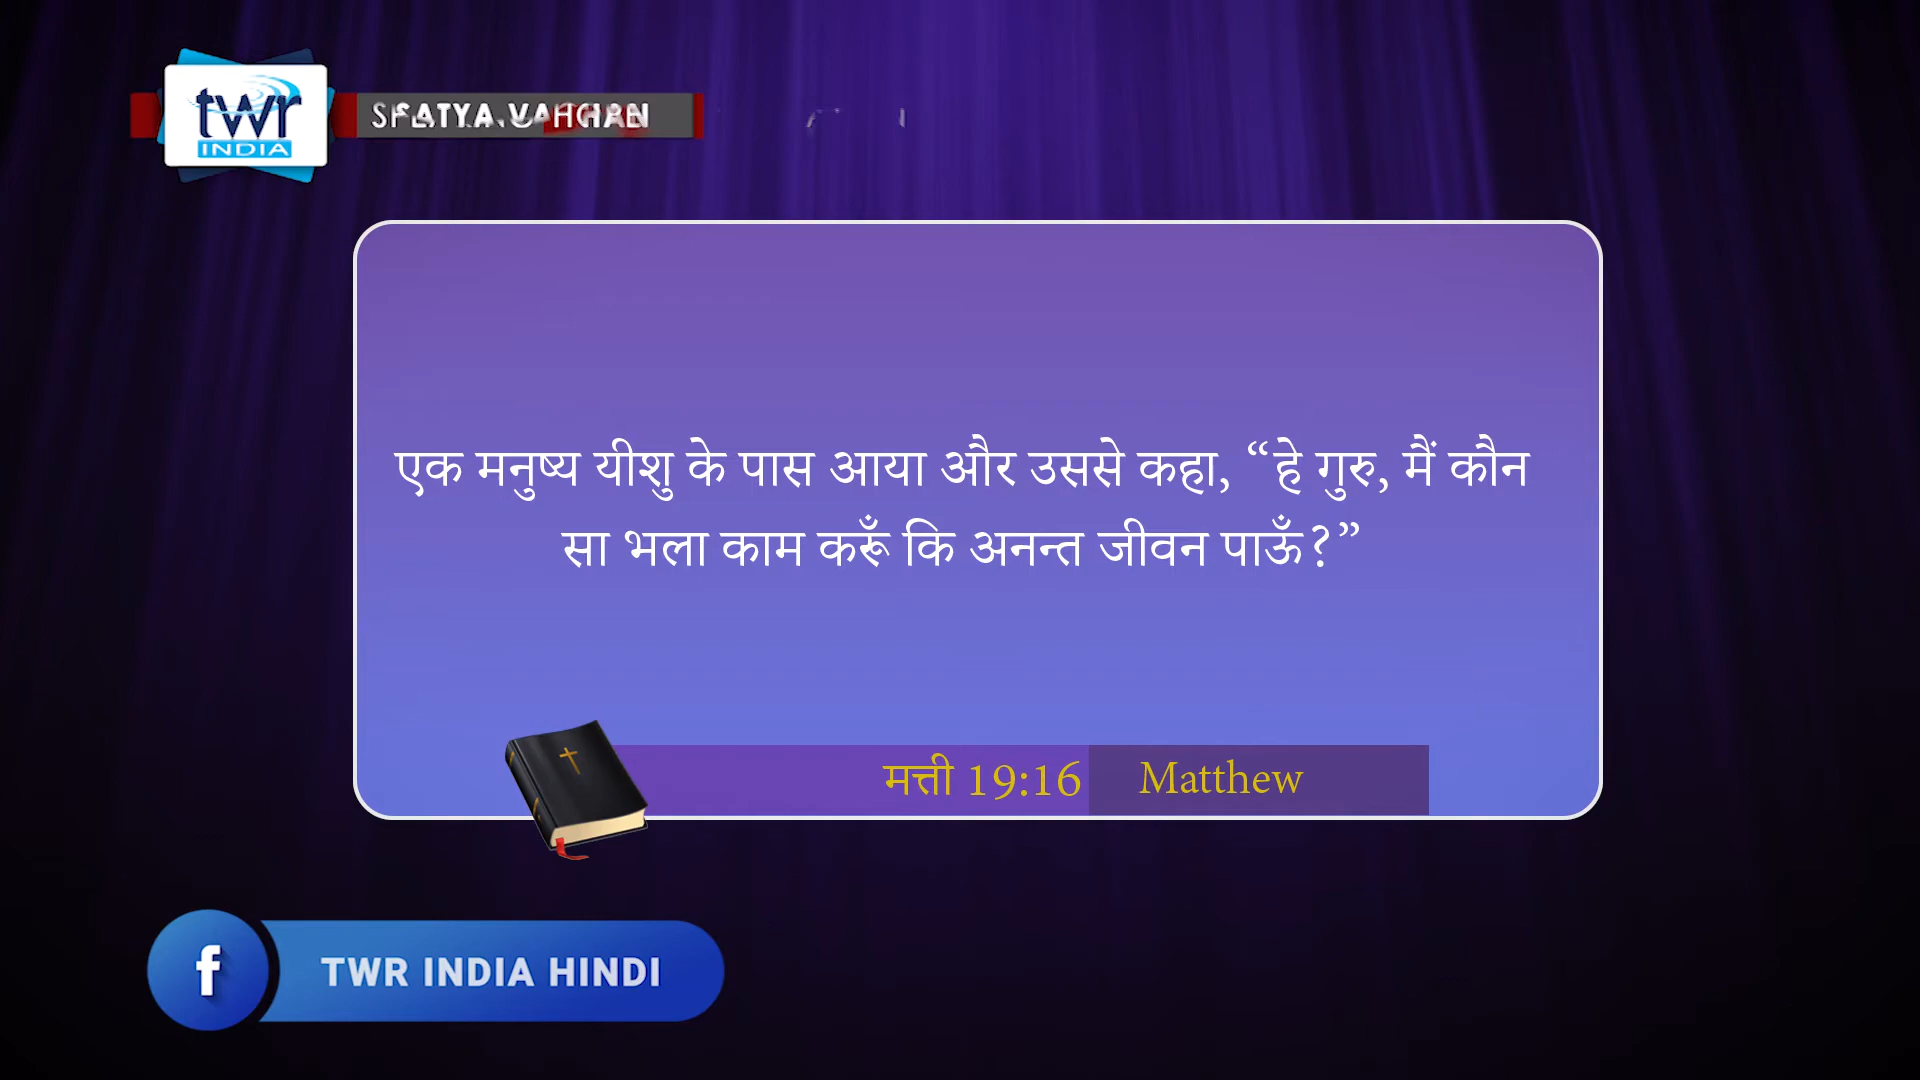 twr
INDIA
एक मनुष्य यीशु के पास आया और उससे कहा, “हे गुरु, मैं कौन
सा भला काम करूँ कि अनन्त जीवन पाऊँ?”
मत्ती 19:16 Matthew
f TWR INDIA HINDI